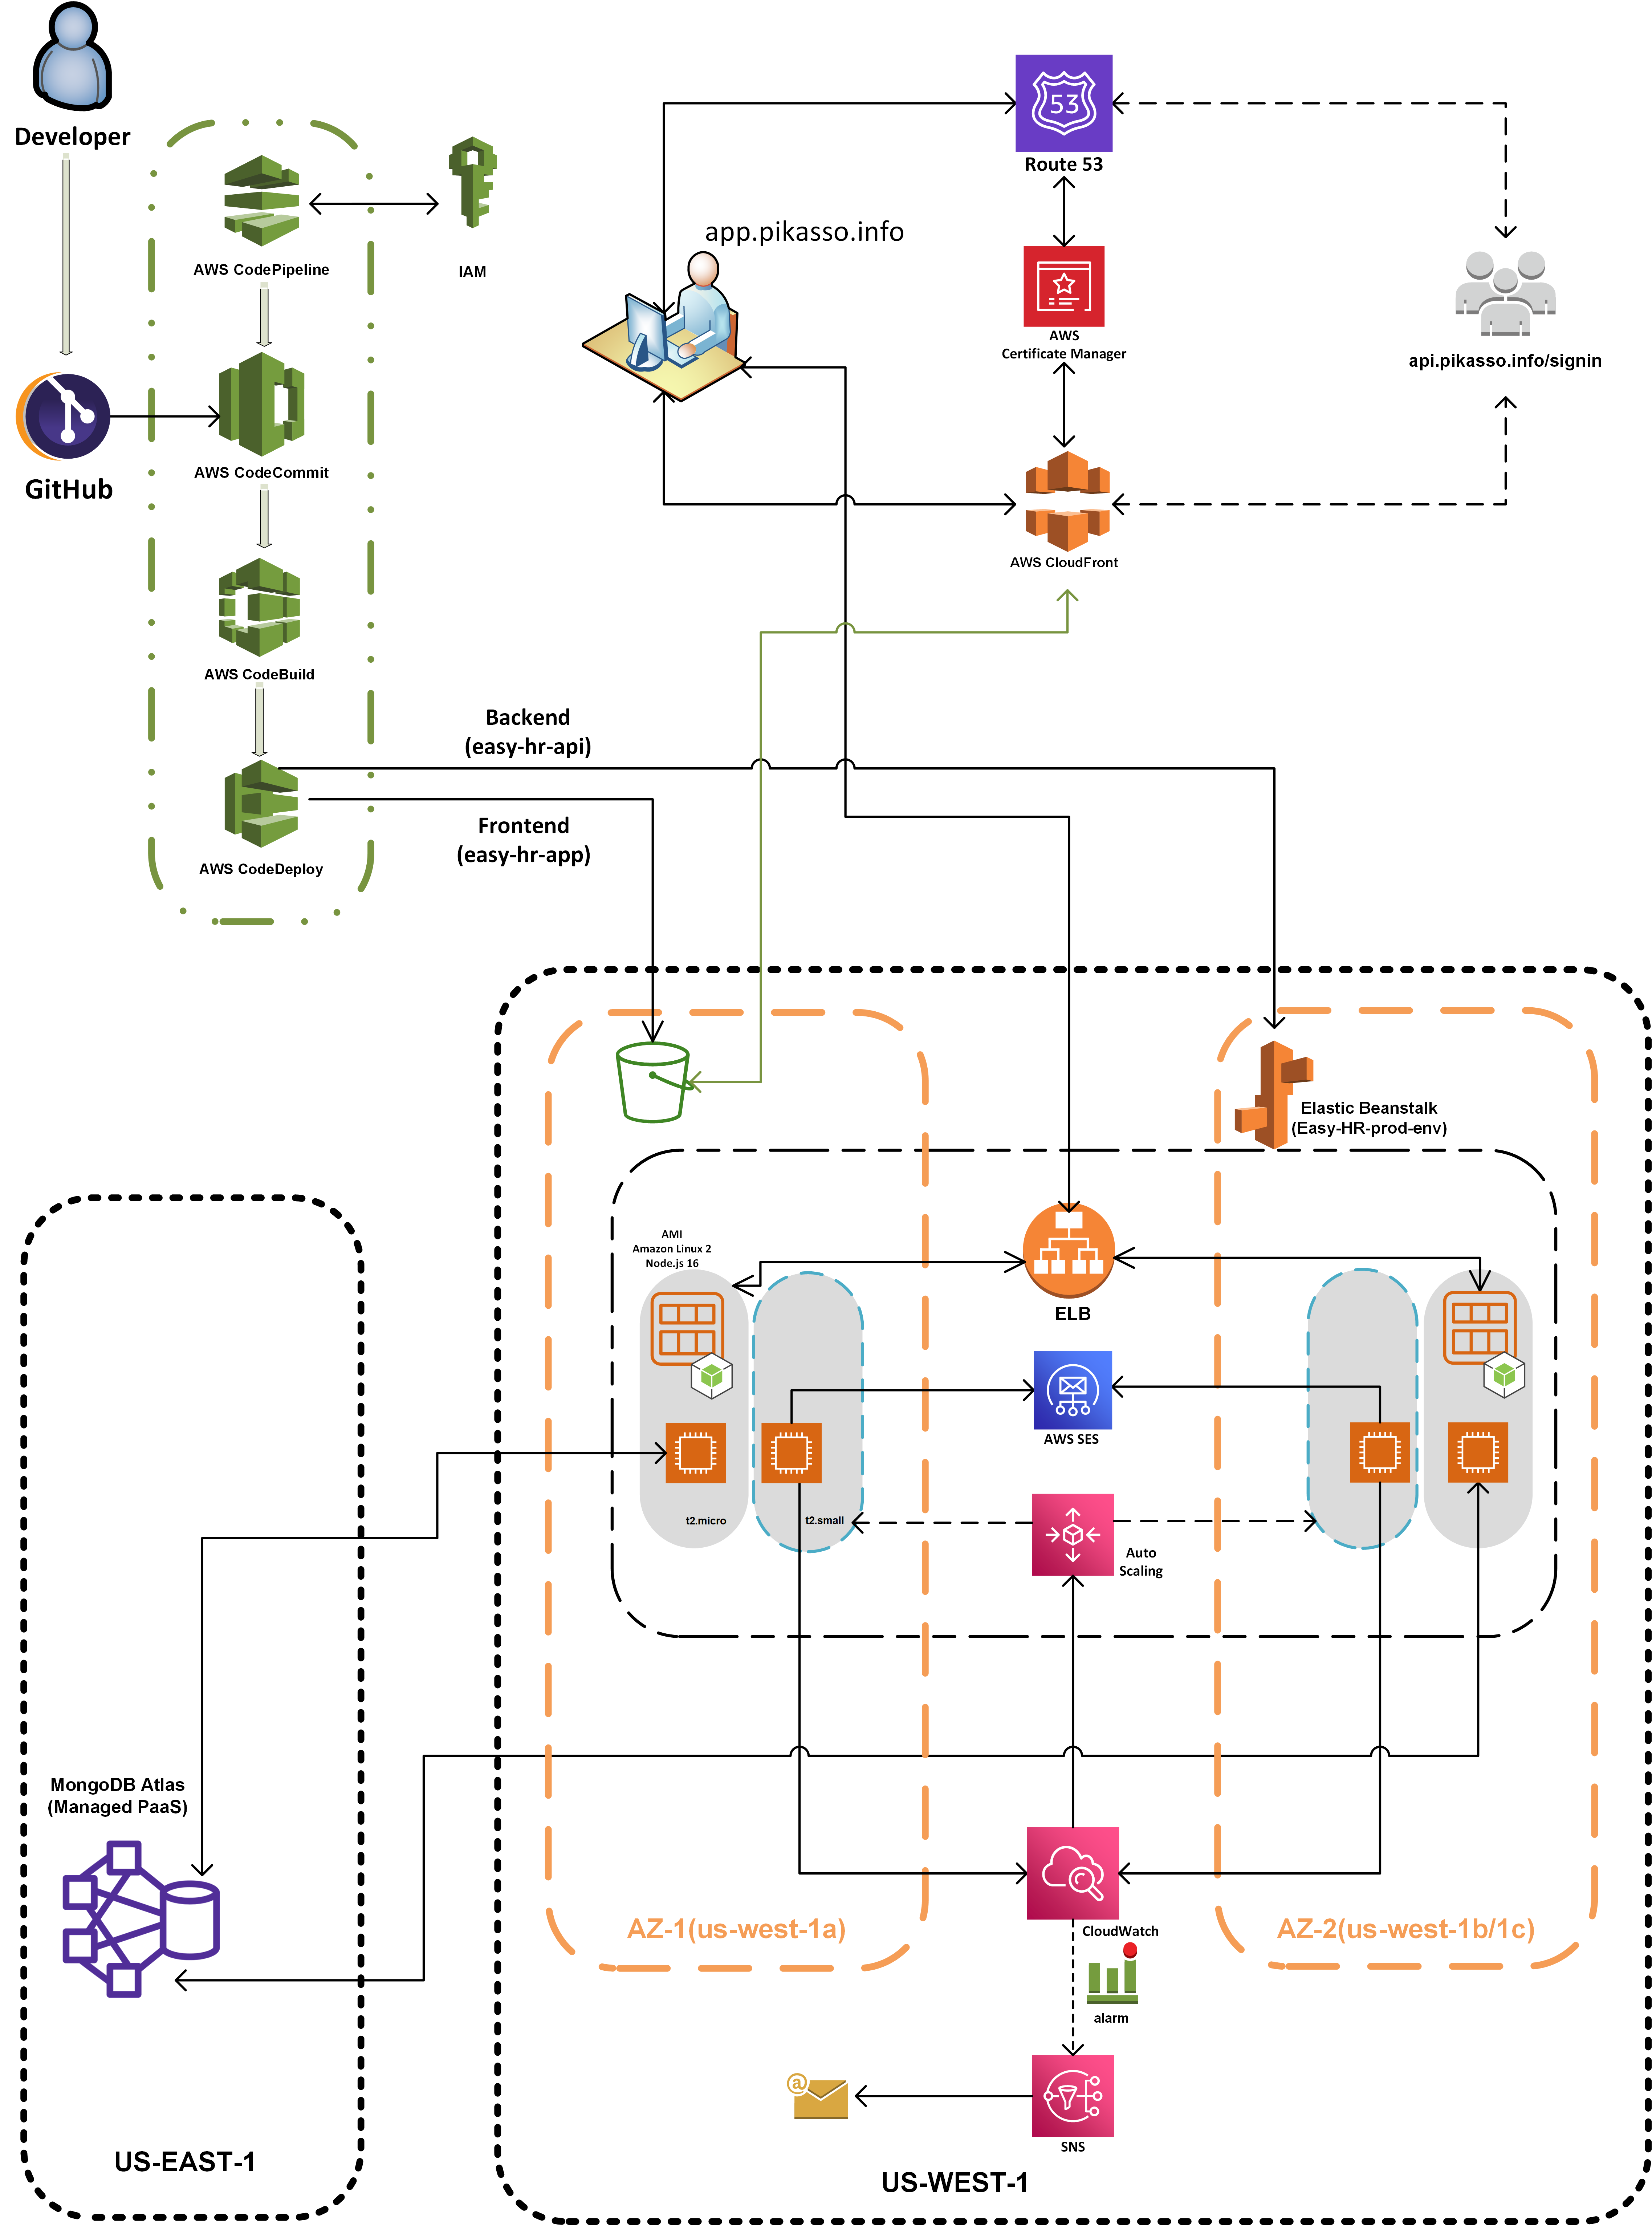 Developer
53
Route 53
AWS CodePipeline
IAM
app.pikasso.info
AWS
Certificate Manager
api.pikasso.info/signin
GitHub
AWS CodeCommit
AWS CloudFront
AWS CodeBuild
Backend
(easy-hr-api)
Frontend
(easy-hr-app)
AWS CodeDeploy
Elastic Beanstalk
(Easy-HR-prod-env)
AMI
Amazon Linux 2
Node.js 16
ELB
AWS SES
t2.micro
t2.small
Auto
Scaling
MongoDB Atlas
(Managed PaaS)
AZ-1(us-west-1a)
CloudWatch
AZ-2(us-west-1b/1c)
alarm
@
SNS
US-EAST-1
US-WEST-1